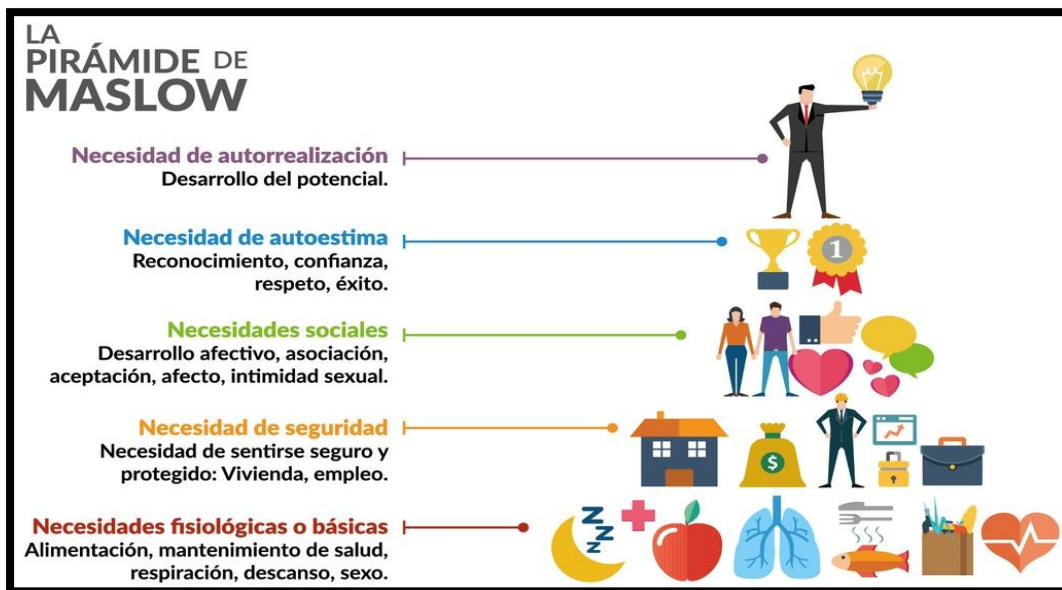 LA
PIRÁMIDE DE
MASLOW
Necesidad de autorrealización
Desarrollo del potencial.
Necesidad de autoestima
Reconocimiento, confianza,
respeto, éxito.
Necesidades sociales
Desarrollo afectivo, asociación,
aceptación, afecto, intimidad sexual.
Necesidad de seguridad
Necesidad de sentirse seguro y
protegido: Vivienda, empleo.
Necesidades fisiológicas o básicas
Alimentación, mantenimiento de salud,
respiración, descanso, sexo.
1
$
Z
Z
Z